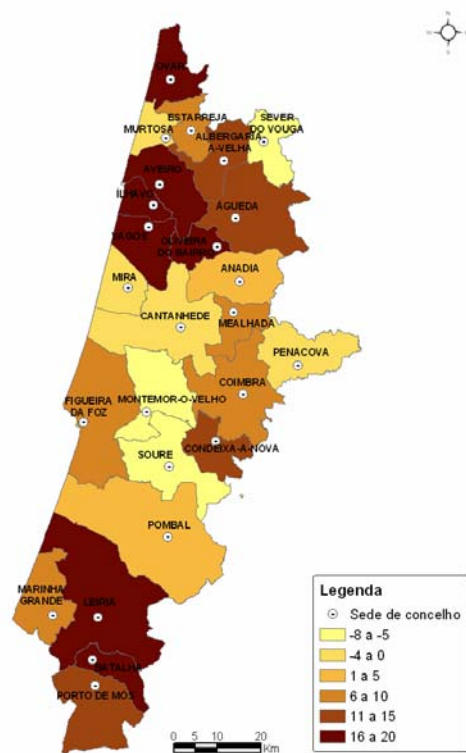 OVAR
ESTARREJA
SEVER
DO VOUGA
MURTOSA
ALBERGARIA
A-VELHA
AVEIRO
ÍLHAVO
ÁGUEDA
VAGOS
OLIVEIRA
DO BAIRRO
ANADIA
MIRA
CANTANHEDE
MEALHADA
PENACOVA
COIMBRA
MONTEMOR-O-VELHO
FIGUEIRA
DA FOZ
CONDEIXA-A-NOVA
SOURE
POMBAL
MARINHA
GRANDE
LEIRIA
BATALHA
PORTO DE MÓS
Legenda
Sede de concelho
-8 a -5
-4 a 0
1 a 5
6 a 10
11 a 15
16 a 20
0 5 10 20
Km